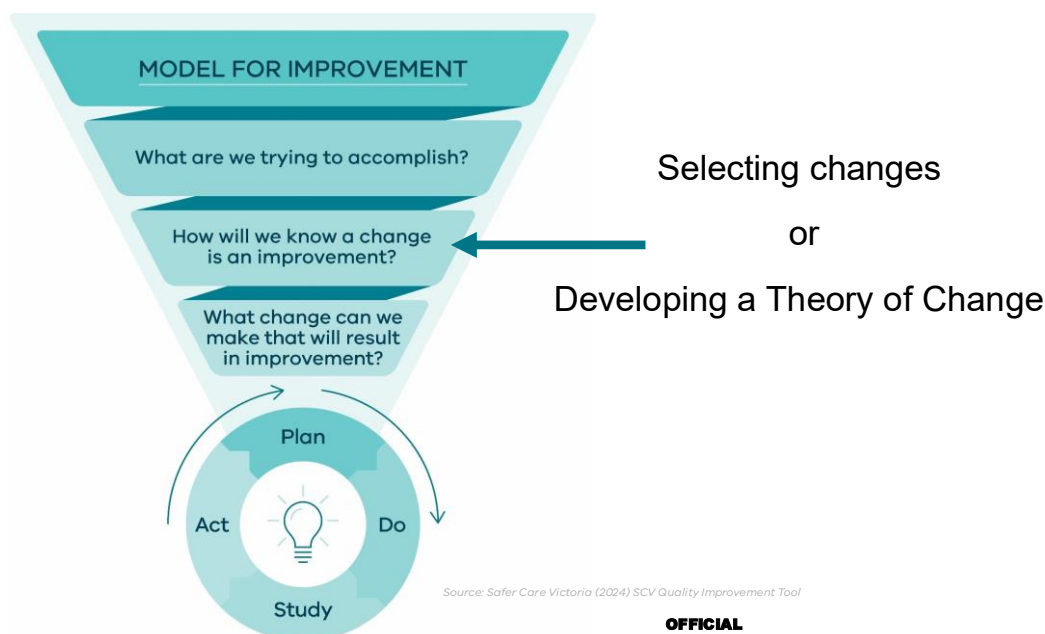 MODEL FOR IMPROVEMENT
What are we trying to accomplish?
How will we know a change
is an improvement?
What change can we
make that will result
in improvement?
Plan
Act
Do
Study
Selecting changes
or
Developing a Theory of Change
Source: Safer Care Victoria (2024) SCV Quality Improvement Tool
OFFICIAL